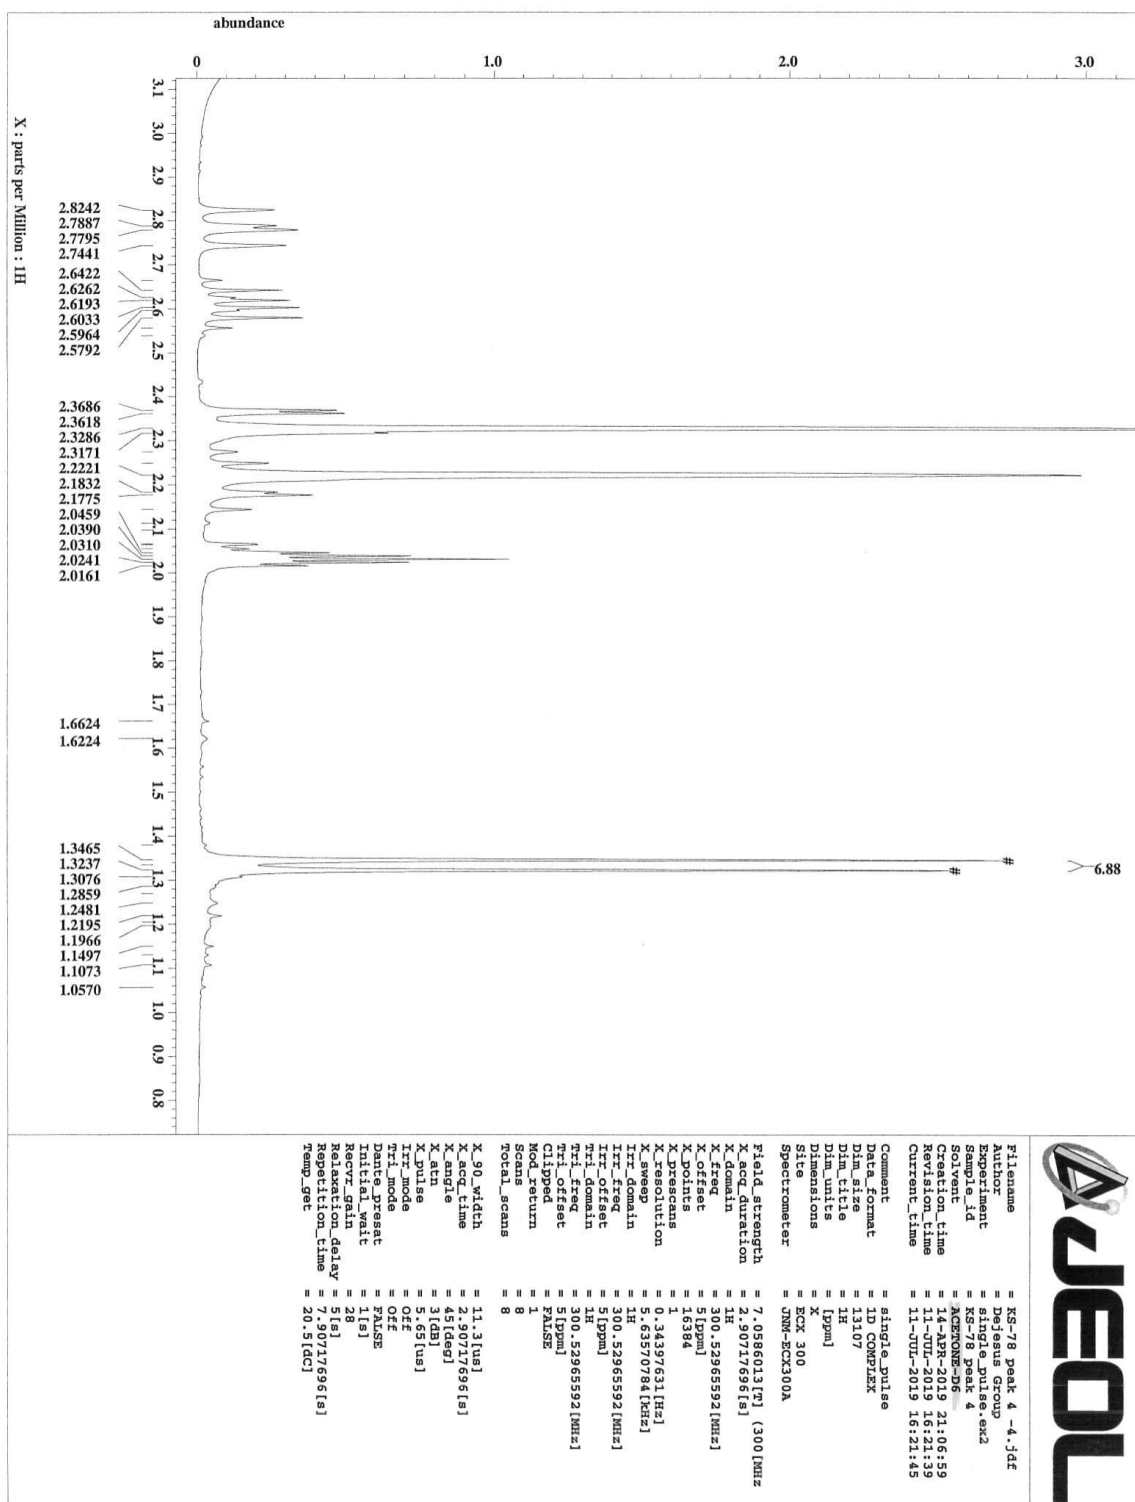 abundance
0 1.0 2.0 3.0
3.1 3.0 2.9 2.8 2.7 2.6 2.5 2.4 2.3 2.2 2.1 2.0 1.9 1.8 1.7 1.6 1.5 1.4 1.3 1.2 1.1 1.0 0.9 0.8
X : parts per Million : 1H
2.8242
2.7887
2.7795
2.7441
2.6422
2.6262
2.6193
2.6033
2.5964
2.5792
2.3686
2.3618
2.3286
2.3171
2.2221
2.1832
2.1775
2.0459
2.0390
2.0310
2.0241
2.0161
1.6624
1.6224
1.3465
1.3237
1.3076
1.2859
1.2481
1.2195
1.1966
1.1497
1.1073
1.0570
#
#
6.88
JEOL
Filename = KS-78 peak 4 -4.jdf
Author = Dejesus Group
Experiment = single_pulse.ex2
Sample_id = KS-78 peak 4
Solvent = ACETONE-D6
Creation_time = 14-APR-2019 21:06:59
Revision_time = 11-JUL-2019 16:21:39
Current_time = 11-JUL-2019 16:21:45
Comment = single_pulse
Data_format = 1D COMPLEX
Dim_size = 13107
Dim_title = 1H
Dim_units = [ppm]
Dimensions = X
Site = ECX 300
Spectrometer = JNM-ECX300A
Field_strength = 7.0586013[T] (300[MHz
X_acq_duration = 2.90717696[s]
X_domain = 1H
X_freq = 300.52965592[MHz]
X_offset = 5[ppm]
X_points = 16384
X_prescans = 1
X_resolution = 0.34397631[Hz]
X_sweep = 5.63570784[kHz]
Irr_domain = 1H
Irr_freq = 300.52965592[MHz]
Irr_offset = 5[ppm]
Tri_domain = 1H
Tri_freq = 300.52965592[MHz]
Tri_offset = 5[ppm]
Clipped = FALSE
Mod_return = 1
Scans = 8
Total_scans = 8
X_90_width = 11.3[us]
X_acq_time = 2.90717696[s]
X_angle = 45[deg]
X_atn = 3[dB]
X_pulse = 5.65[us]
Irr_mode = Off
Tri_mode = Off
Dante_presat = FALSE
Initial_wait = 1[s]
Recvr_gain = 28
Relaxation_delay = 5[s]
Repetition_time = 7.90717696[s]
Temp_get = 20.5[dC]